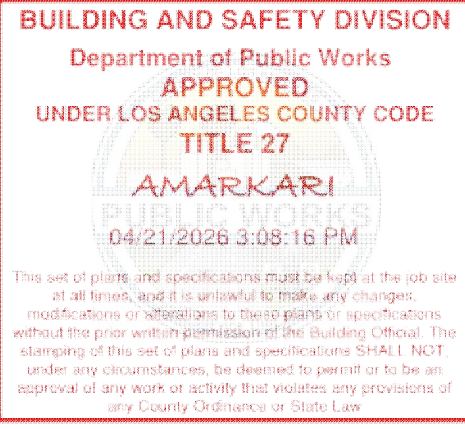 BUILDING AND SAFETY DIVISION
Department of Public Works
APPROVED
UNDER LOS ANGELES COUNTY CODE
TITLE 27
AMARKARI
PUBLIC WORKS
04/21/2026 3:08:16 PM
This set of plans and specifications must be kept at the job site
at all times, and it is unlawful to make any changes,
modifications or alterations to these plans or specifications
without the prior written permission of the Building Official. The
stamping of this set of plans and specifications SHALL NOT,
under any circumstances, be deemed to permit or to be an
approval of any work or activity that violates any provisions of
any County Ordinance or State Law